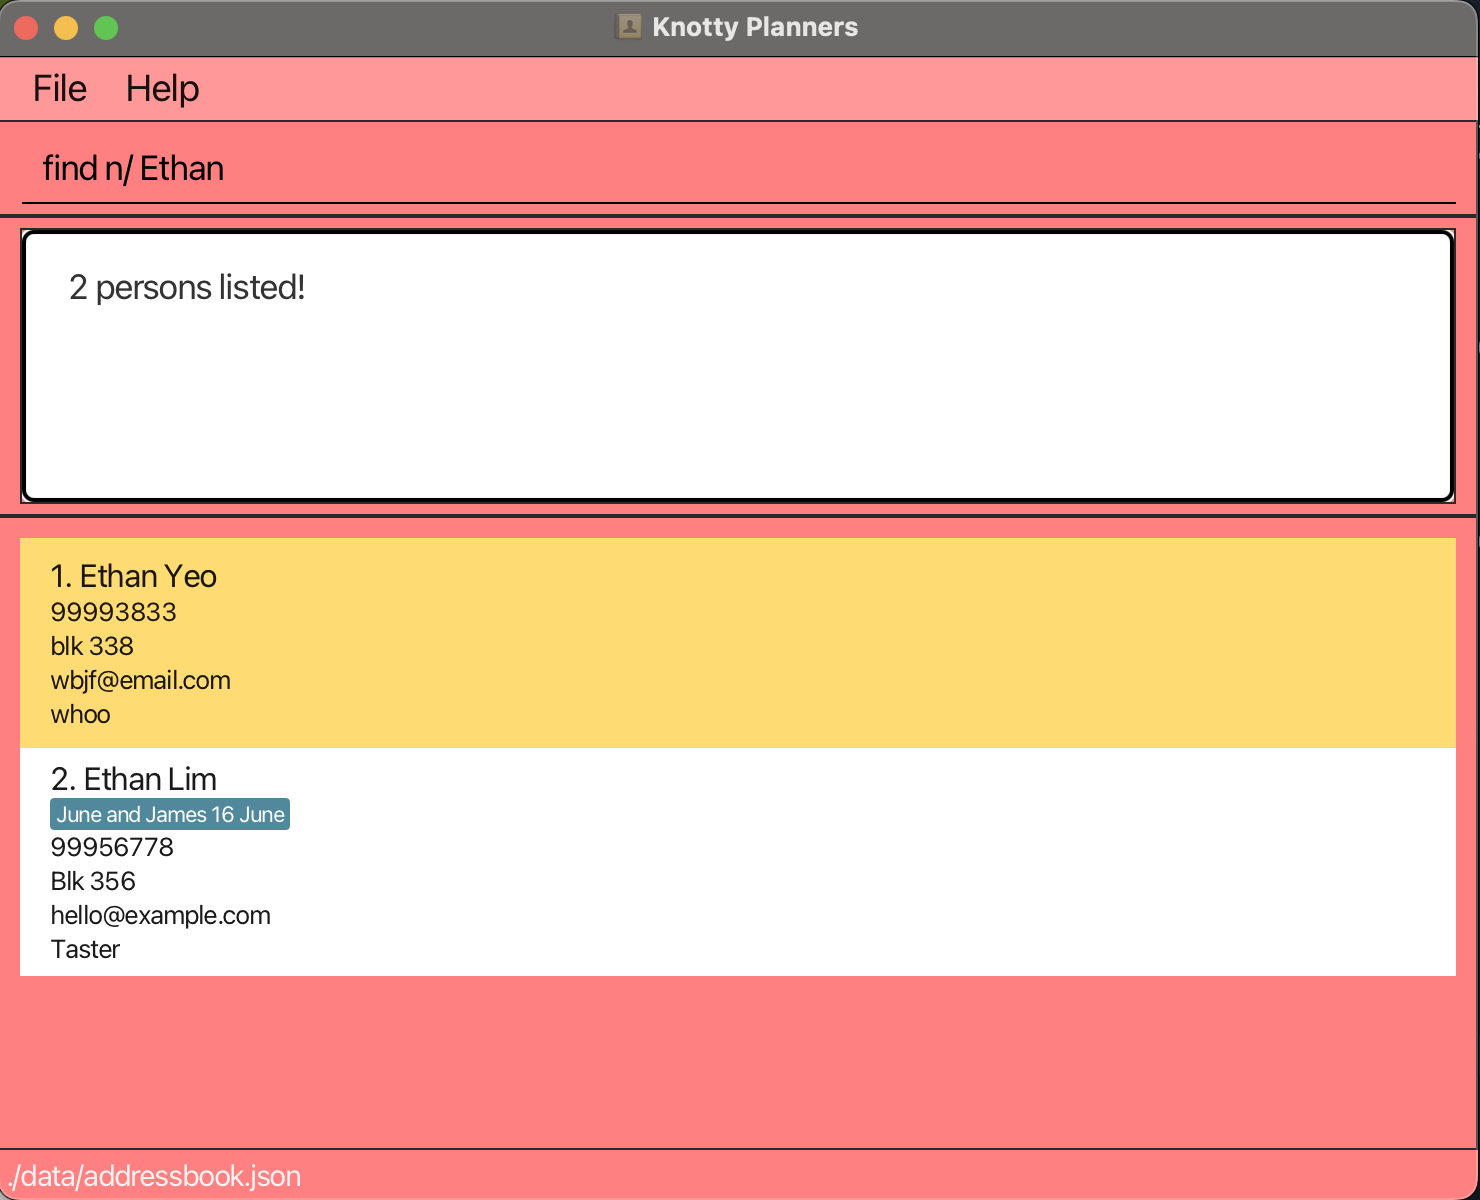 Knotty Planners
File Help
find n/ Ethan
2 persons listed!
1. Ethan Yeo
99993833
blk 338
wbjf@email.com
whoo
2. Ethan Lim
June and James 16 June
99956778
Blk 356
hello@example.com
Taster
./data/addressbook.json